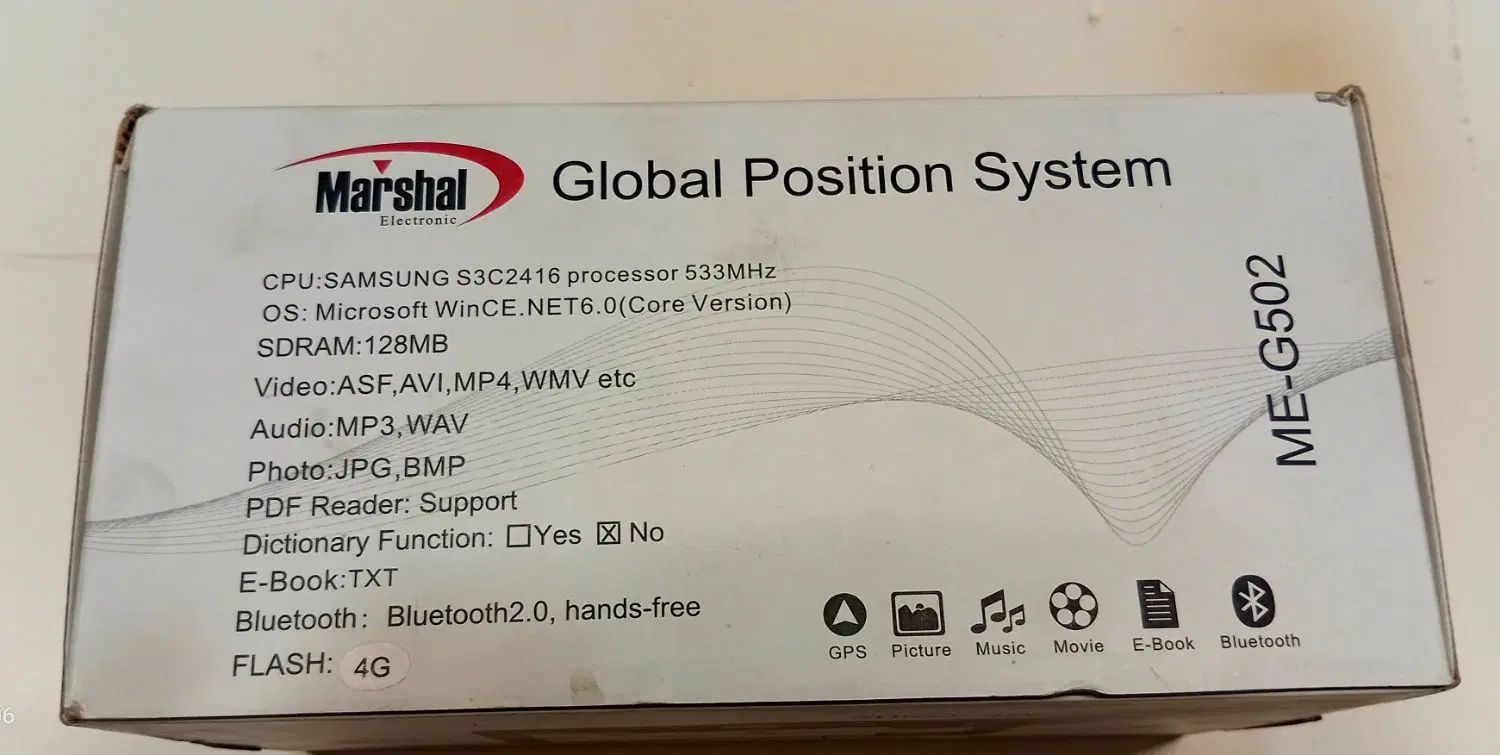 Marshal
Electronic
Global Position System
CPU:SAMSUNG S3C2416 processor 533MHz
OS: Microsoft WinCE.NET6.0(Core Version)
SDRAM:128MB
Video:ASF,AVI,MP4,WMV etc
Audio:MP3,WAV
Photo:JPG,BMP
PDF Reader: Support
Dictionary Function: ☐Yes ☒ No
E-Book:TXT
Bluetooth: Bluetooth2.0, hands-free
FLASH: 4G
ME-G502
GPS Picture Music Movie E-Book Bluetooth